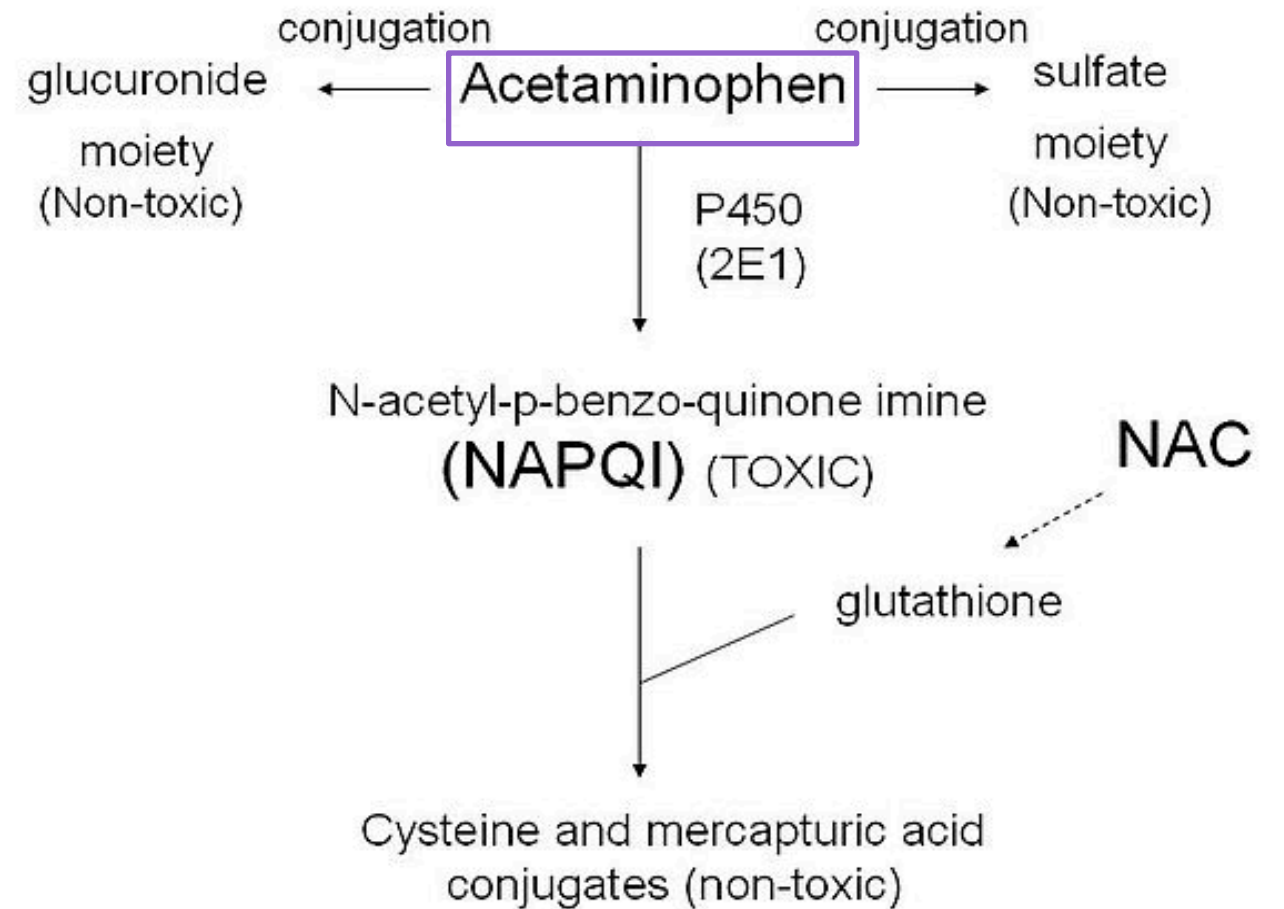 conjugation
conjugation
glucuronide
Acetaminophen
sulfate
moiety
(Non-toxic)
moiety
(Non-toxic)
P450
(2E1)
N-acetyl-p-benzo-quinone imine
(NAPQI) (TOXIC)
NAC
glutathione
Cysteine and mercapturic acid
conjugates (non-toxic)